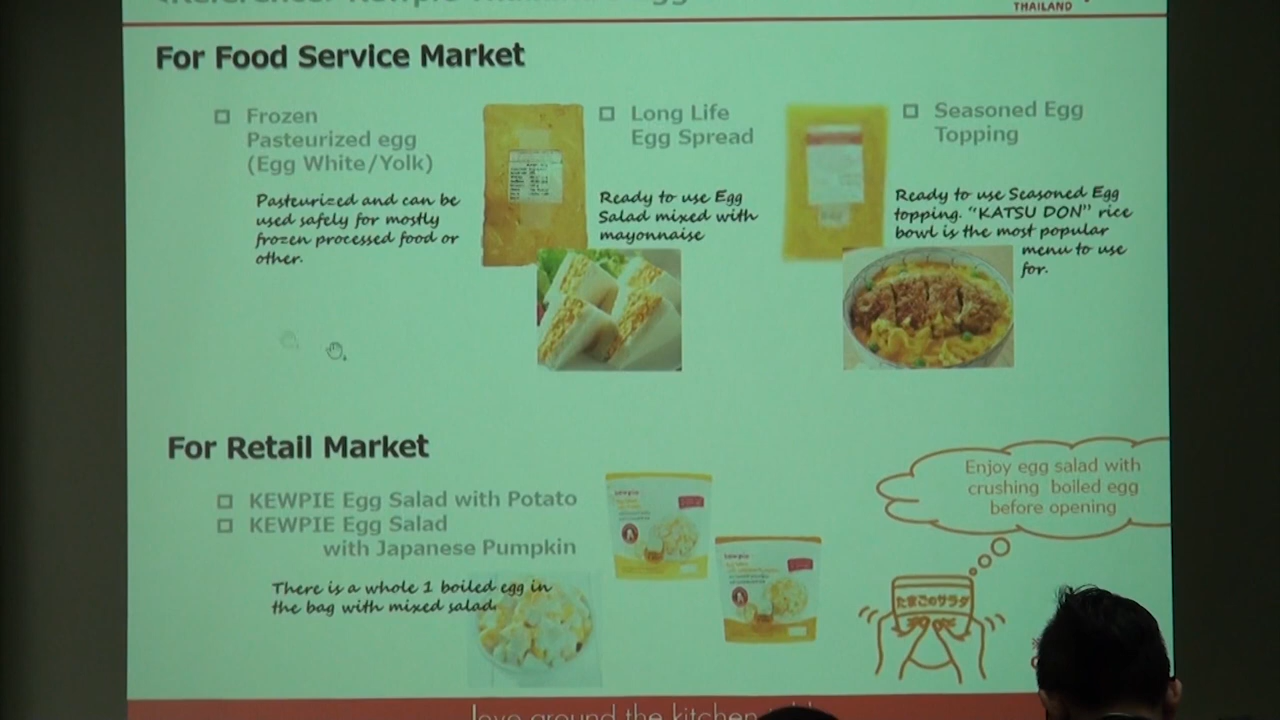 THAILAND
For Food Service Market
Frozen
Pasteurized egg
(Egg White/Yolk)
Pasteurized and can be
used safely for mostly
frozen processed food or
other.
Long Life
Egg Spread
Ready to use Egg
Salad mixed with
mayonnaise
Seasoned Egg
Topping
Ready to use Seasoned Egg
topping. "KATSU DON" rice
bowl is the most popular
menu to use
for.
For Retail Market
KEWPIE Egg Salad with Potato
KEWPIE Egg Salad
with Japanese Pumpkin
There is a whole 1 boiled egg in
the bag with mixed salad.
Enjoy egg salad with
crushing boiled egg
before opening
たまごのサラダ
love around the kitchen